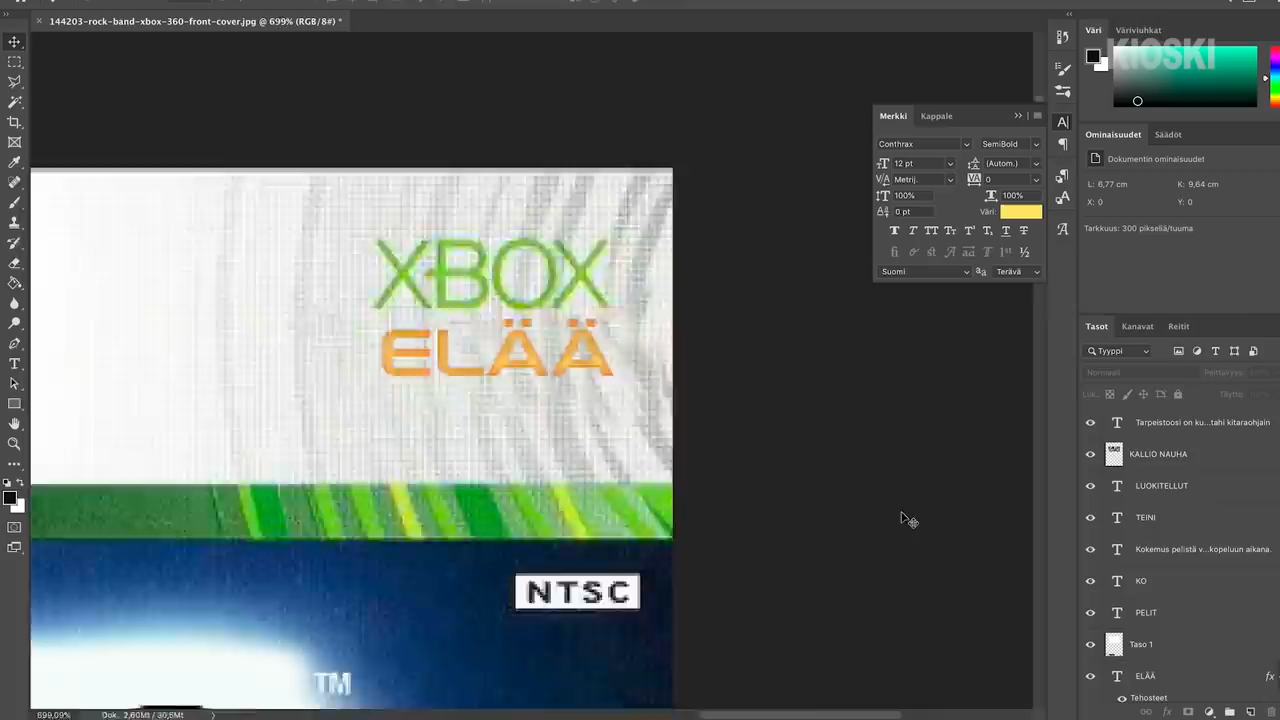 144203-rock-band-xbox-360-front-cover.jpg @ 699% (RGB/8#) *
Väri Väriviuhkat
KIOSKI
Merkki Kappale
Conthrax SemiBold
12 pt (Autom.)
Metrij. 0
100% 100%
0 pt Väri:
Suomi Terävä
Ominaisuudet Säädöt
Dokumentin ominaisuudet
L: 6,77 cm K: 9,64 cm
X: 0 Y: 0
Tarkkuus: 300 pikseliä/tuuma
XBOX
ELÄÄ
NTSC
TM
Tasot Kanavat Reitit
Tyyppi
Normaali Peittävyys: 100%
Luk.: Täyttö:
Tarpeistoosi on ku...tahi kitaraohjain
KALLIO NAUHA
LUOKITELLUT
TEINI
Kokemus pelistä v...kopeluun aikana.
KO
PELIT
Taso 1
ELÄÄ fx
Tehosteet
699,09% Dok.: 2,60Mt / 30,5Mt